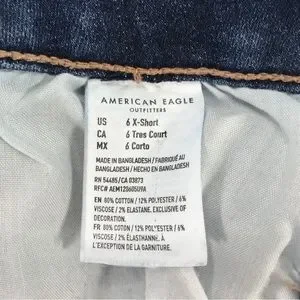 AMERICAN EAGLE
OUTFITTERS
US 6 X-Short
CA 6 Tres Court
MX 6 Corto
MADE IN BANGLADESH / FABRIQUÉ AU
BANGLADESH / HECHO EN BANGLADESH
RN 54485/CA 03873
RFC# AEM120605U9A
EN 80% COTTON / 12% POLYESTER / 6%
VISCOSE / 2% ELASTANE. EXCLUSIVE OF
DECORATION.
FR: 80% COTON / 12% POLYESTER / 6%
VISCOSE / 2% ÉLASTHANNE. À
L'EXCEPTION DE LA GARNITURE.